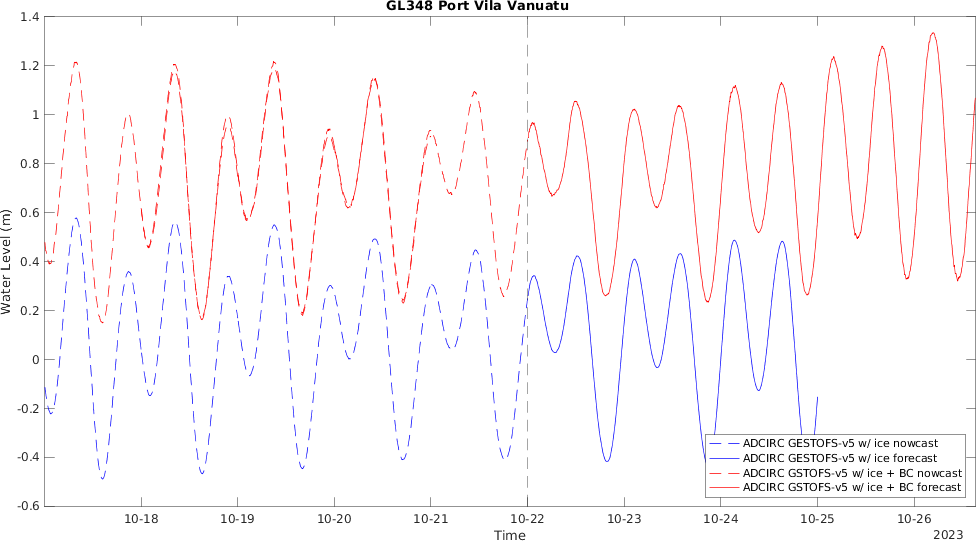 GL348 Port Vila Vanuatu
1.4
1.2
1
0.8
0.6
0.4
0.2
0
-0.2
-0.4
-0.6
Water Level (m)
ADCIRC GESTOFS-v5 w/ ice nowcast
ADCIRC GESTOFS-v5 w/ ice forecast
ADCIRC GSTOFS-v5 w/ ice + BC nowcast
ADCIRC GSTOFS-v5 w/ ice + BC forecast
10-18 10-19 10-20 10-21 10-22 10-23 10-24 10-25 10-26
Time
2023